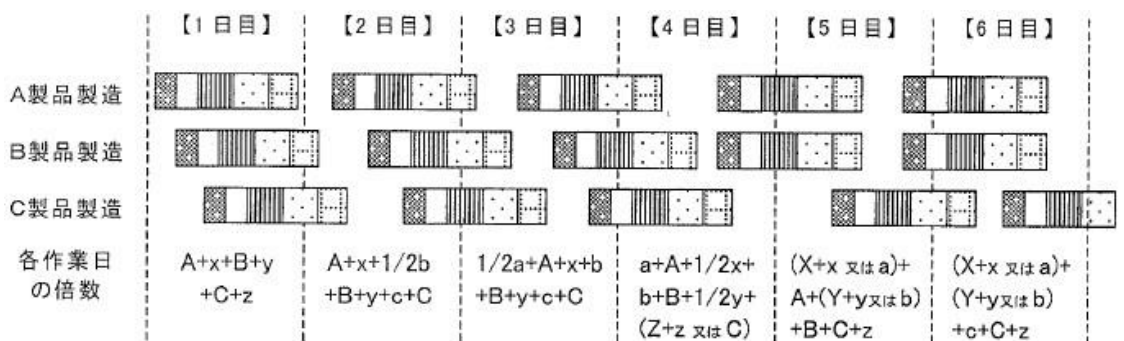 【1日目】 【2日目】 【3日目】 【4日目】 【5日目】 【6日目】
A製品製造
B製品製造
C製品製造
各作業日の倍数
A+x+B+y
+C+z
A+x+1/2b
+B+y+c+C
1/2a+A+x+b
+B+y+c+C
a+A+1/2x+
b+B+1/2y+
(Z+z 又は C)
(X+x 又は a)+
A+(Y+y又は b)
+B+C+z
(X+x 又は a)+
(Y+y又は b)
+c+C+z